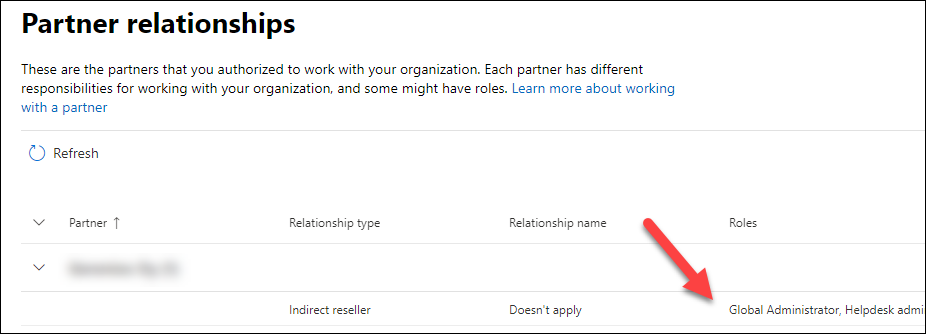 Partner relationships
These are the partners that you authorized to work with your organization. Each partner has different
responsibilities for working with your organization, and some might have roles. Learn more about working
with a partner
Refresh
Partner ↑ Relationship type Relationship name Roles
Indirect reseller Doesn't apply Global Administrator, Helpdesk admi